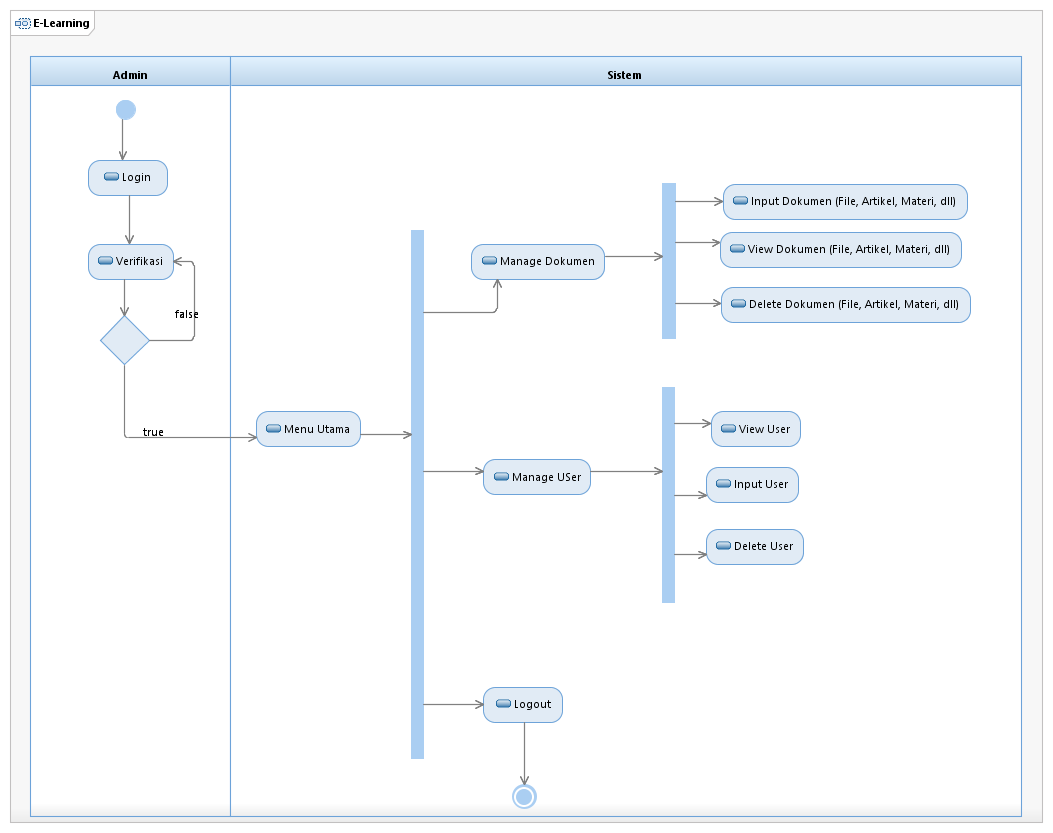 E-Learning
Admin
Sistem
Login
Verifikasi
false
true
Menu Utama
Manage Dokumen
Input Dokumen (File, Artikel, Materi, dll)
View Dokumen (File, Artikel, Materi, dll)
Delete Dokumen (File, Artikel, Materi, dll)
Manage USer
View User
Input User
Delete User
Logout